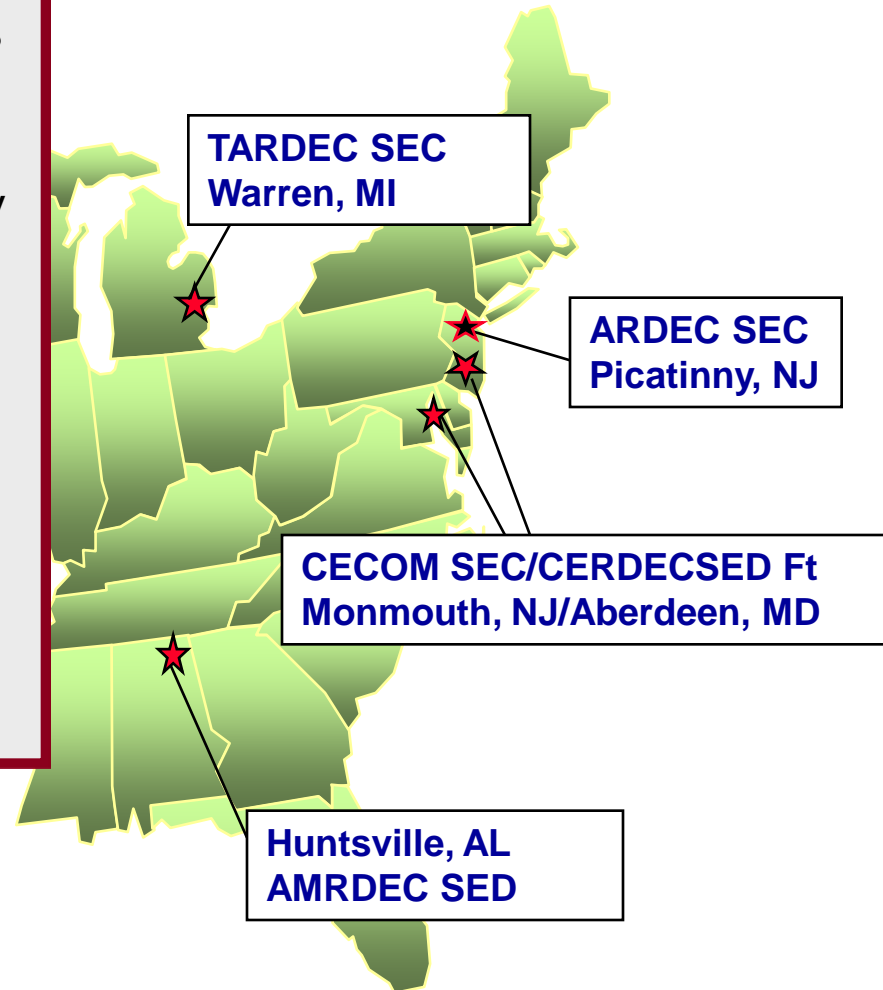 TARDEC SEC
Warren, MI
ARDEC SEC
Picatinny, NJ
CECOM SEC/CERDECSED Ft
Monmouth, NJ/Aberdeen, MD
Huntsville, AL
AMRDEC SED